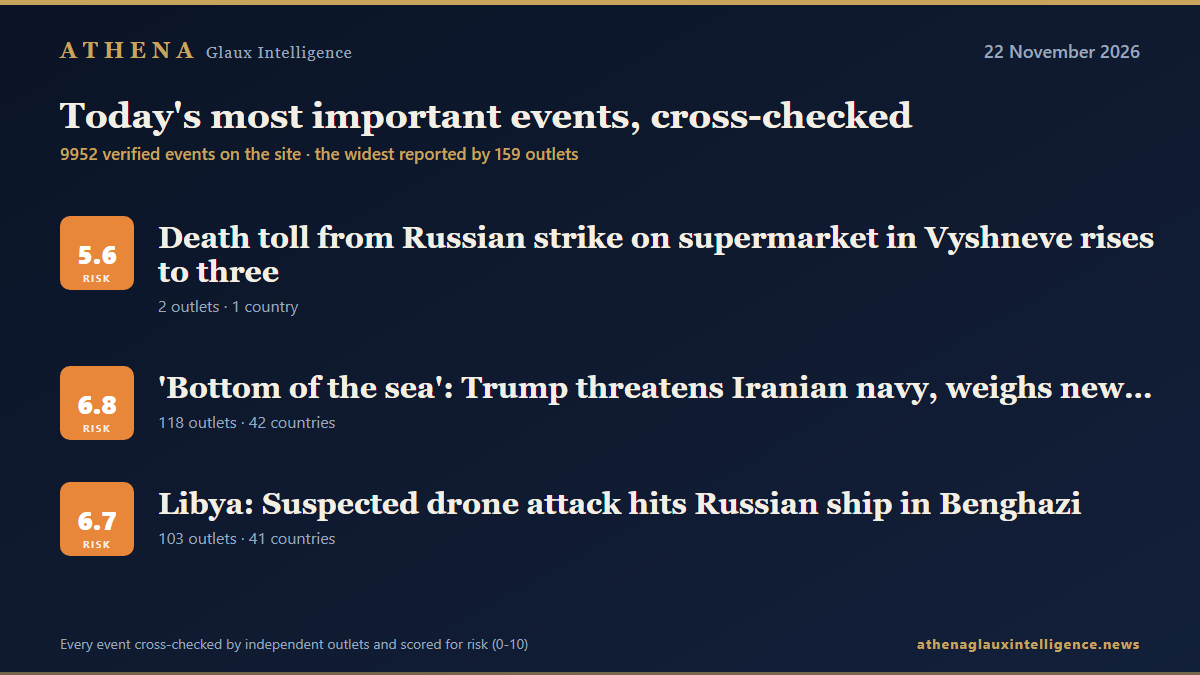 ATHENA Glaux Intelligence
22 November 2026
Today's most important events, cross-checked
9952 verified events on the site · the widest reported by 159 outlets
5.6
RISK
Death toll from Russian strike on supermarket in Vyshneve rises
to three
2 outlets · 1 country
6.8
RISK
'Bottom of the sea': Trump threatens Iranian navy, weighs new...
118 outlets · 42 countries
6.7
RISK
Libya: Suspected drone attack hits Russian ship in Benghazi
103 outlets · 41 countries
Every event cross-checked by independent outlets and scored for risk (0-10)
athenaglauxintelligence.news